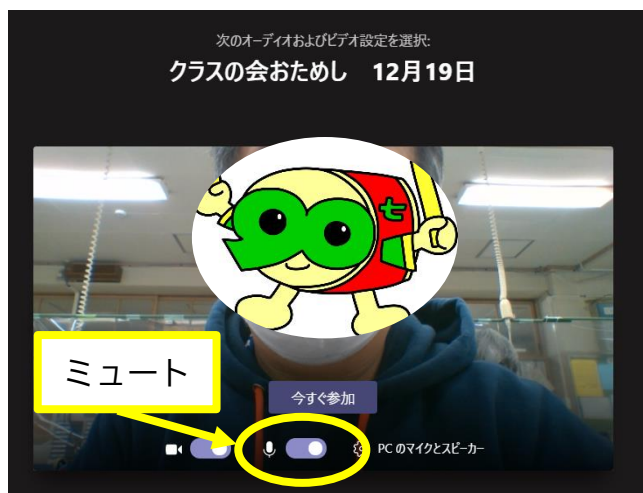 次のオーディオおよびビデオ設定を選択:
クラスの会おためし　12月19日
七
ミュート
今すぐ参加
PC のマイクとスピーカー